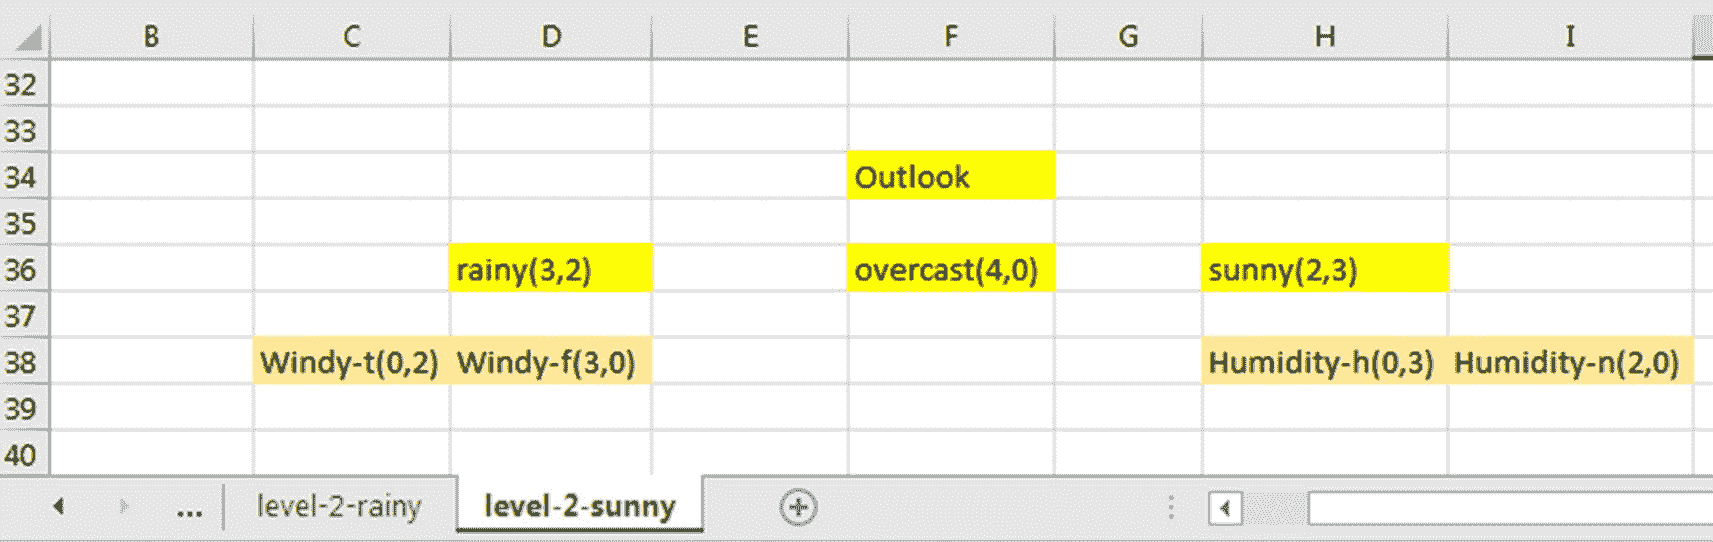 B C D E F G H I
32
33
34 Outlook
35
36 rainy(3,2) overcast(4,0) sunny(2,3)
37
38 Windy-t(0,2) Windy-f(3,0) Humidity-h(0,3) Humidity-n(2,0)
39
40
... level-2-rainy level-2-sunny